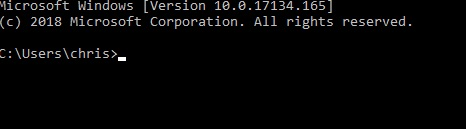 Microsoft Windows [Version 10.0.17134.165]
(c) 2018 Microsoft Corporation. All rights reserved.
C:\Users\chris>